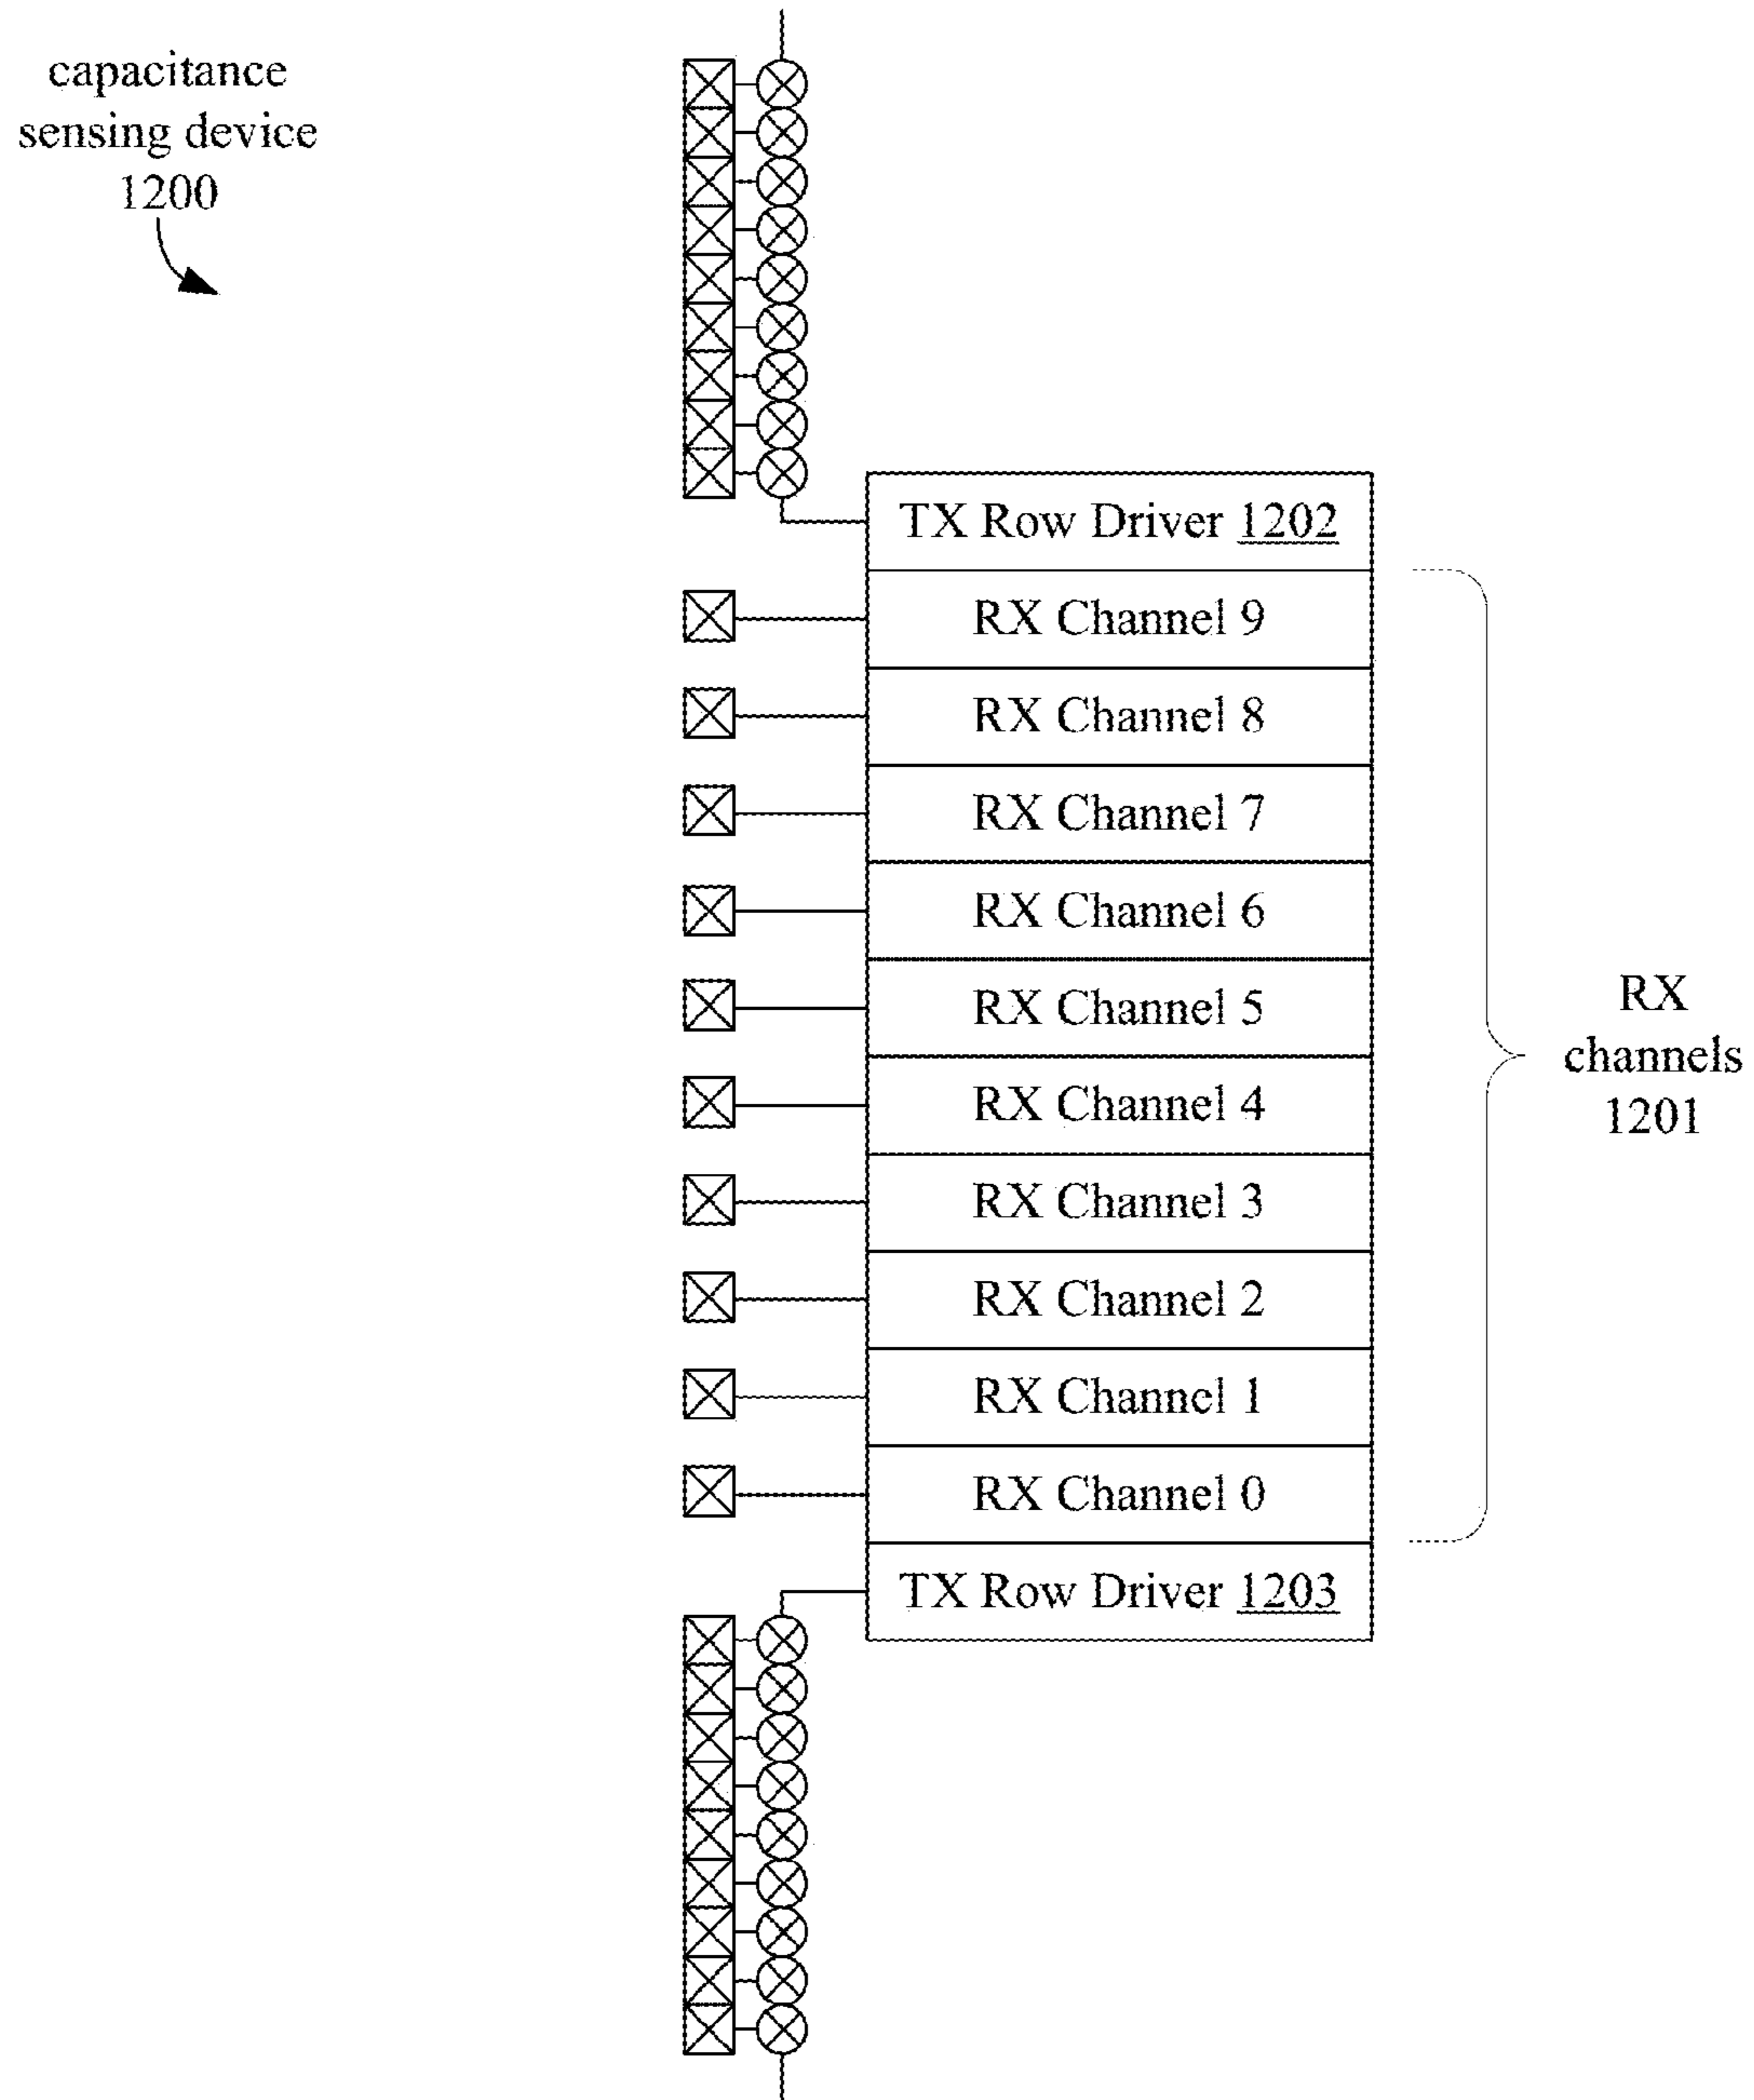 capacitance
sensing device
1200
TX Row Driver 1202
RX Channel 9
RX Channel 8
RX Channel 7
RX Channel 6
RX Channel 5
RX Channel 4
RX Channel 3
RX Channel 2
RX Channel 1
RX Channel 0
TX Row Driver 1203
RX
channels
1201